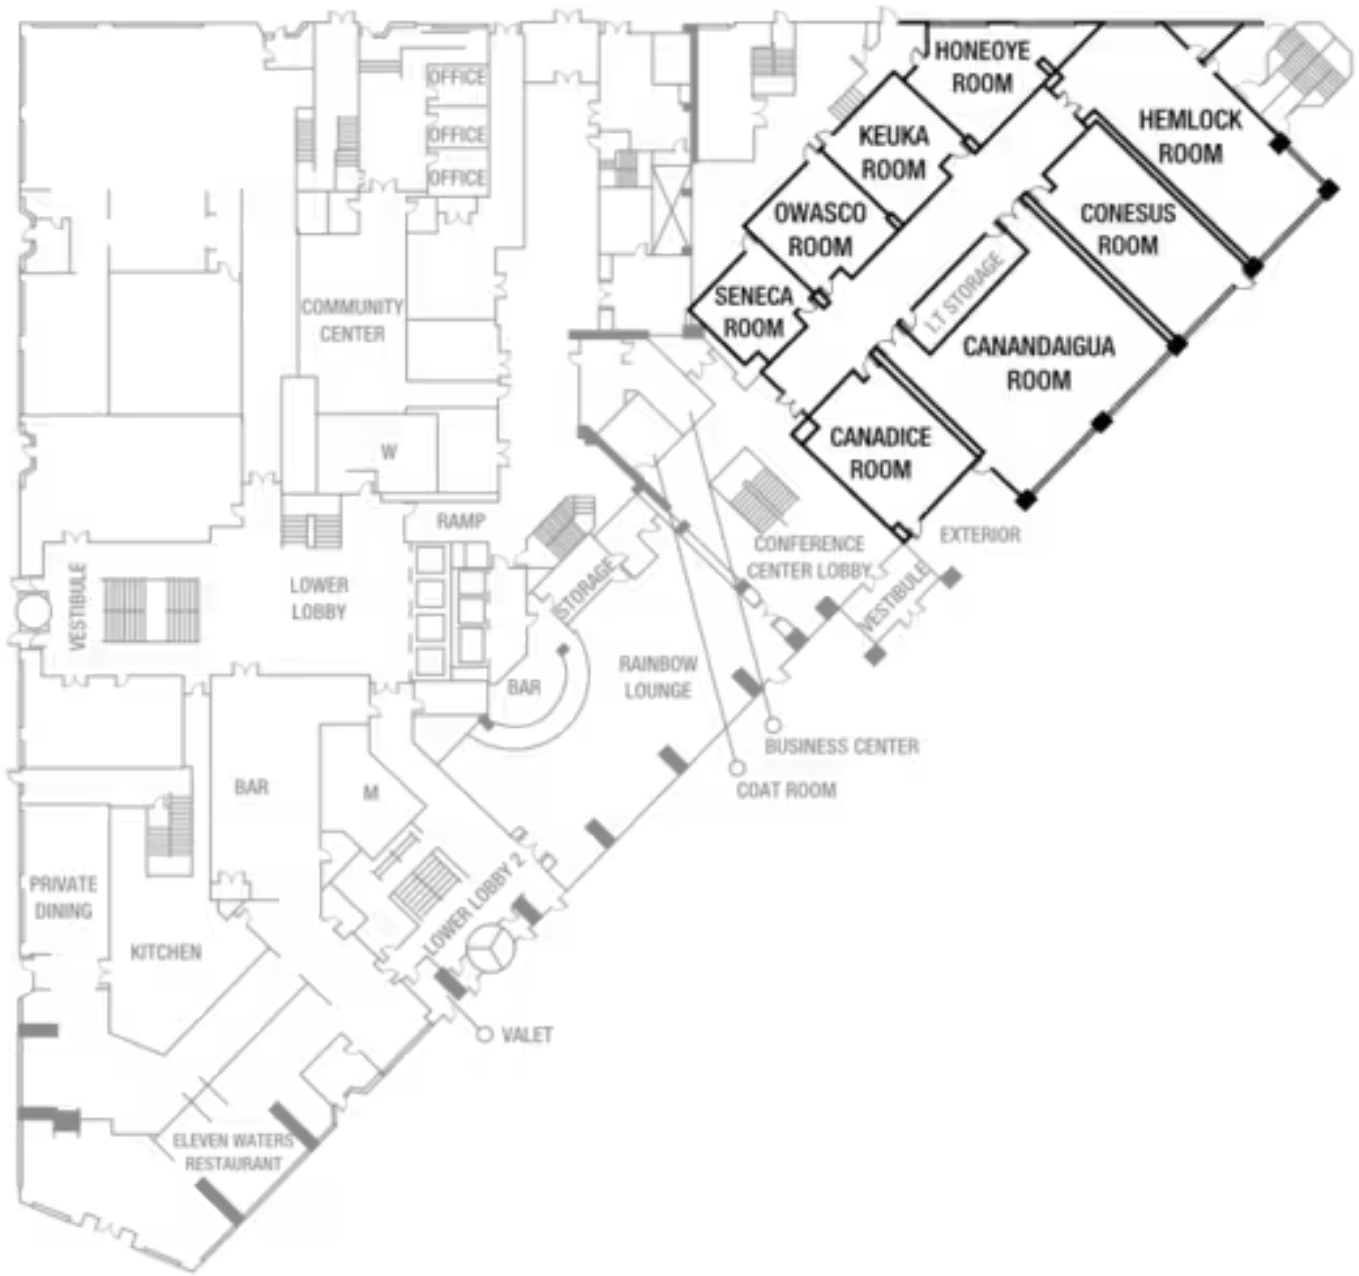 HONEOYE
ROOM
OFFICE
OFFICE
OFFICE
KEUKA
ROOM
HEMLOCK
ROOM
OWASCO
ROOM
CONESUS
ROOM
SENECA
ROOM
LT STORAGE
COMMUNITY
CENTER
CANANDAIGUA
ROOM
CANADICE
ROOM
W
RAMP
EXTERIOR
CONFERENCE
CENTER LOBBY
VESTIBULE
LOWER
LOBBY
STORAGE
VESTIBULE
RAINBOW
LOUNGE
BAR
BUSINESS CENTER
COAT ROOM
BAR
M
PRIVATE
DINING
LOWER LOBBY 2
KITCHEN
VALET
ELEVEN WATERS
RESTAURANT